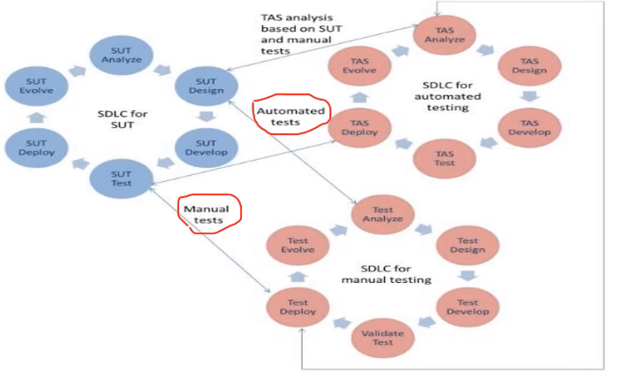 TAS analysis
based on SUT
and manual
tests
SUT
Analyze
SUT
Design
SUT
Develop
SUT
Test
SUT
Deploy
SUT
Evolve
SDLC for
SUT
Automated
tests
Manual
tests
TAS
Analyze
TAS
Design
TAS
Develop
TAS
Test
TAS
Deploy
TAS
Evolve
SDLC for
automated
testing
Test
Analyze
Test
Design
Test
Develop
Validate
Test
Test
Deploy
Test
Evolve
SDLC for
manual testing